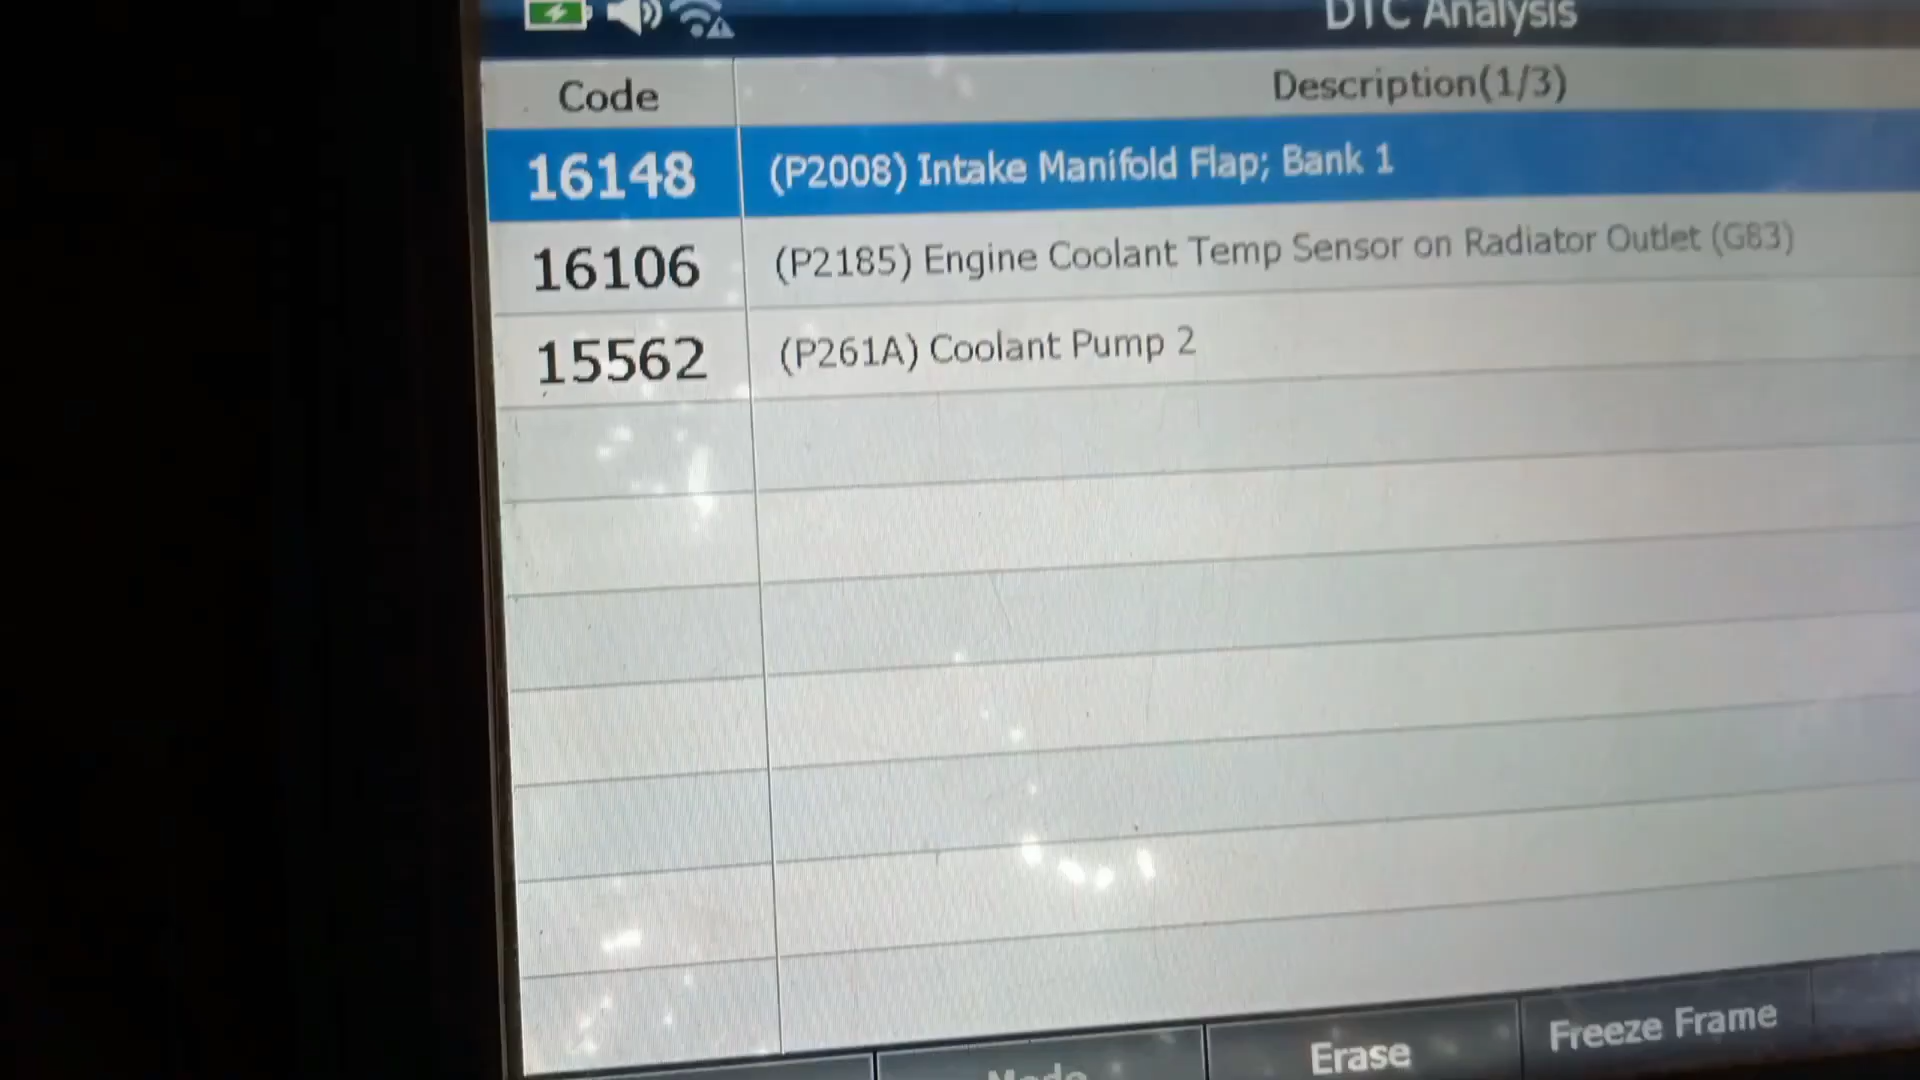 DTC Analysis
Code
Description(1/3)
16148
(P2008) Intake Manifold Flap; Bank 1
16106
(P2185) Engine Coolant Temp Sensor on Radiator Outlet (G83)
15562
(P261A) Coolant Pump 2
Erase
Freeze Frame